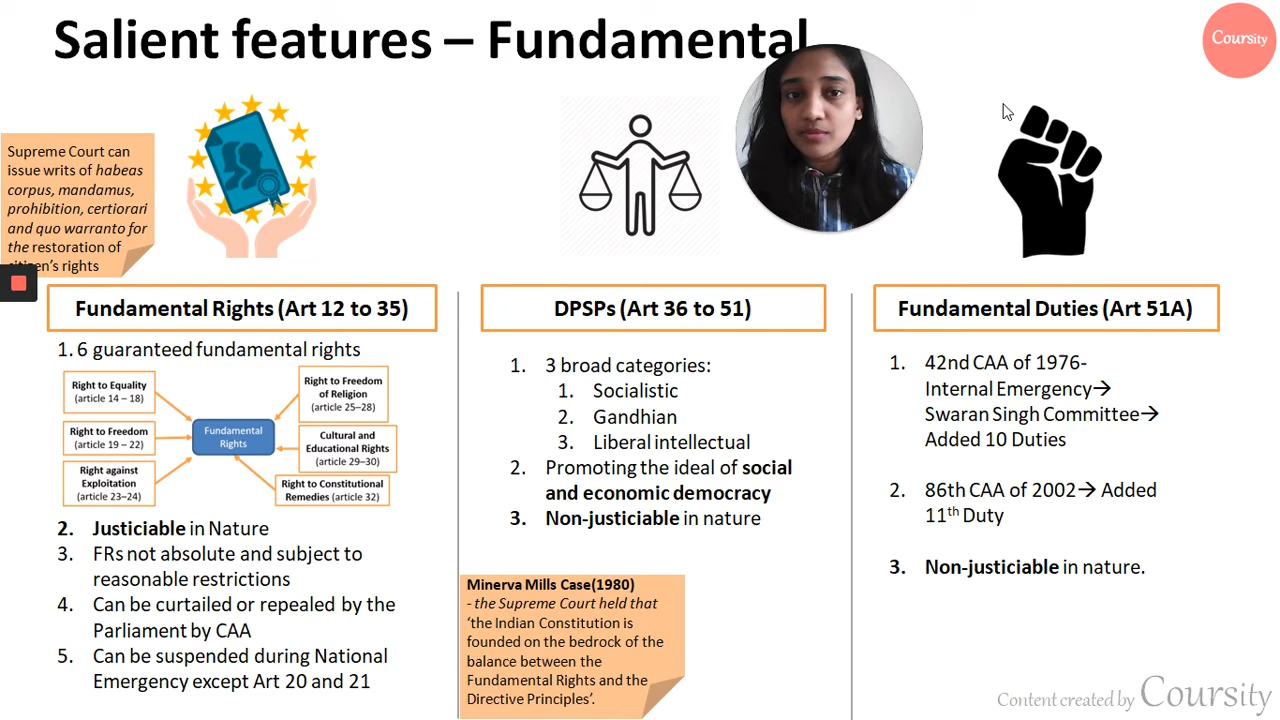 Salient features – Fundamental
Coursity
Supreme Court can
issue writs of habeas
corpus, mandamus,
prohibition, certiorari
and quo warranto for
the restoration of
citizen's rights
Fundamental Rights (Art 12 to 35)
1. 6 guaranteed fundamental rights
Right to Equality
(article 14 – 18)
Right to Freedom
(article 19 – 22)
Right against
Exploitation
(article 23–24)
Fundamental
Rights
Right to Freedom
of Religion
(article 25–28)
Cultural and
Educational Rights
(article 29–30)
Right to Constitutional
Remedies (article 32)
2. Justiciable in Nature
3. FRs not absolute and subject to
reasonable restrictions
4. Can be curtailed or repealed by the
Parliament by CAA
5. Can be suspended during National
Emergency except Art 20 and 21
DPSPs (Art 36 to 51)
1. 3 broad categories:
1. Socialistic
2. Gandhian
3. Liberal intellectual
2. Promoting the ideal of social
and economic democracy
3. Non-justiciable in nature
Minerva Mills Case(1980)
- the Supreme Court held that
‘the Indian Constitution is
founded on the bedrock of the
balance between the
Fundamental Rights and the
Directive Principles’.
Fundamental Duties (Art 51A)
1. 42nd CAA of 1976-
Internal Emergency→
Swaran Singh Committee→
Added 10 Duties
2. 86th CAA of 2002→ Added
11th Duty
3. Non-justiciable in nature.
Content created by Coursity